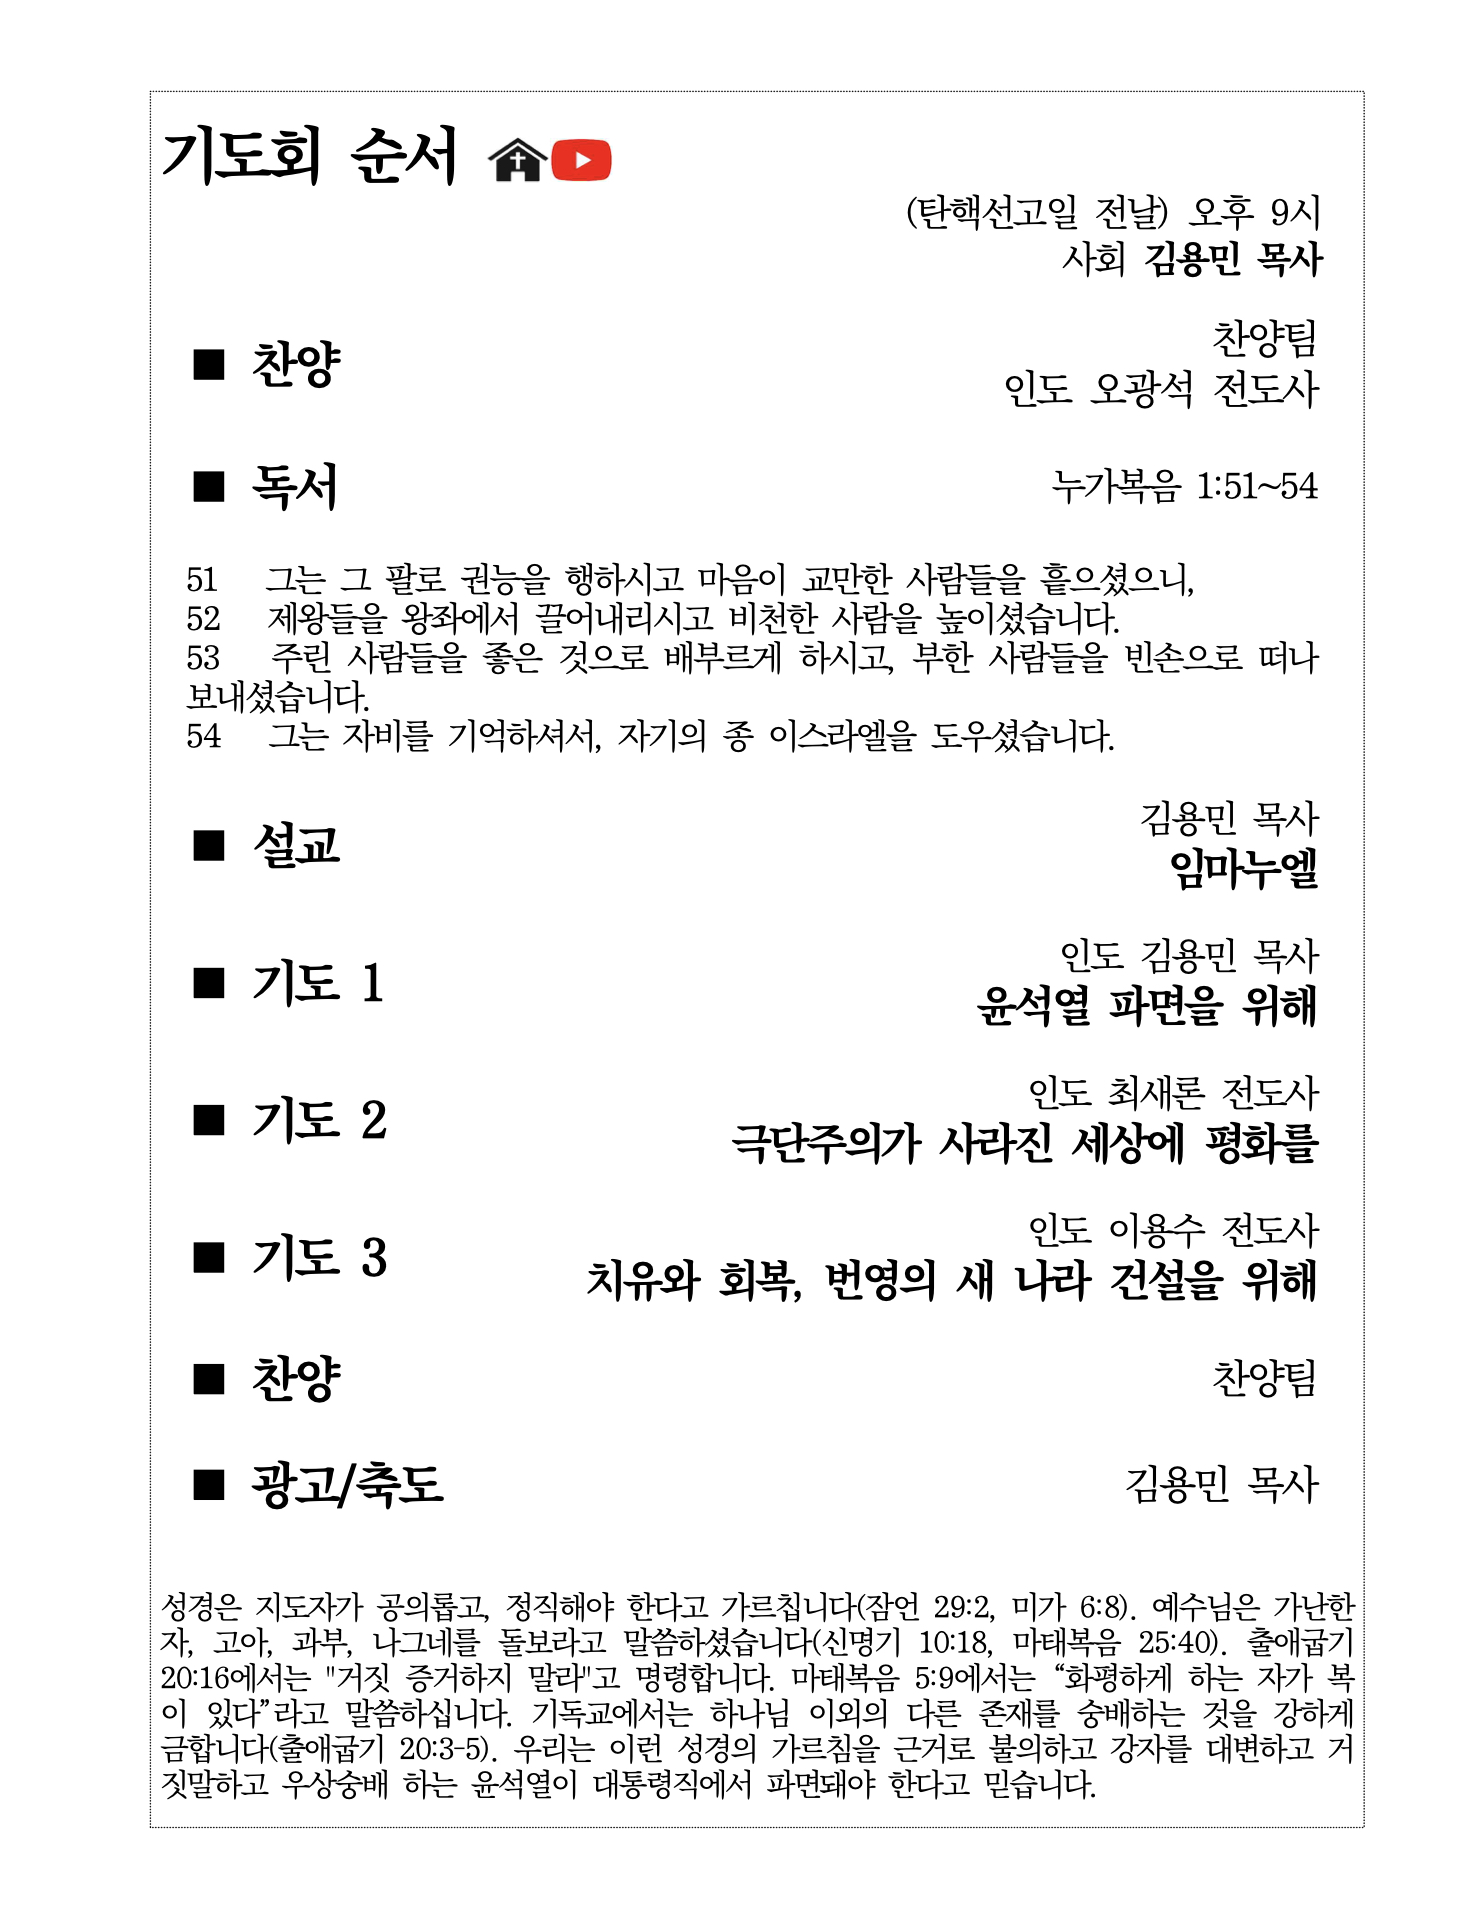 기도회 순서
(탄핵선고일 전날) 오후 9시
사회 김용민 목사
■ 찬양
찬양팀
인도 오광석 전도사
■ 독서 누가복음 1:51~54
51 그는 그 팔로 권능을 행하시고 마음이 교만한 사람들을 흩으셨으니,
52 제왕들을 왕좌에서 끌어내리시고 비천한 사람을 높이셨습니다.
53 주린 사람들을 좋은 것으로 배부르게 하시고, 부한 사람들을 빈손으로 떠나
보내셨습니다.
54 그는 자비를 기억하셔서, 자기의 종 이스라엘을 도우셨습니다.
■ 설교
김용민 목사
임마누엘
■ 기도 1
인도 김용민 목사
윤석열 파면을 위해
■ 기도 2
인도 최새론 전도사
극단주의가 사라진 세상에 평화를
■ 기도 3
인도 이용수 전도사
치유와 회복, 번영의 새 나라 건설을 위해
■ 찬양 찬양팀
■ 광고/축도 김용민 목사
성경은 지도자가 공의롭고, 정직해야 한다고 가르칩니다(잠언 29:2, 미가 6:8). 예수님은 가난한
자, 고아, 과부, 나그네를 돌보라고 말씀하셨습니다(신명기 10:18, 마태복음 25:40). 출애굽기
20:16에서는 "거짓 증거하지 말라"고 명령합니다. 마태복음 5:9에서는 “화평하게 하는 자가 복
이 있다”라고 말씀하십니다. 기독교에서는 하나님 이외의 다른 존재를 숭배하는 것을 강하게
금합니다(출애굽기 20:3-5). 우리는 이런 성경의 가르침을 근거로 불의하고 강자를 대변하고 거
짓말하고 우상숭배 하는 윤석열이 대통령직에서 파면돼야 한다고 믿습니다.